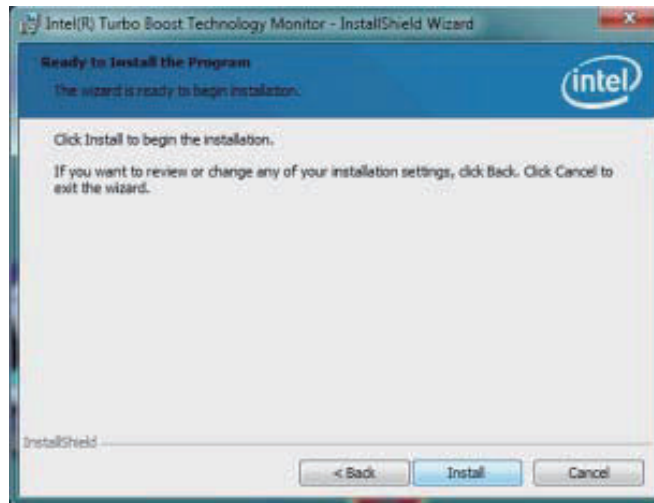 Intel(R) Turbo Boost Technology Monitor - InstallShield Wizard
Ready to Install the Program
The wizard is ready to begin installation.
intel
Click Install to begin the installation.
If you want to review or change any of your installation settings, click Back. Click Cancel to
exit the wizard.
InstallShield
< Back
Install
Cancel